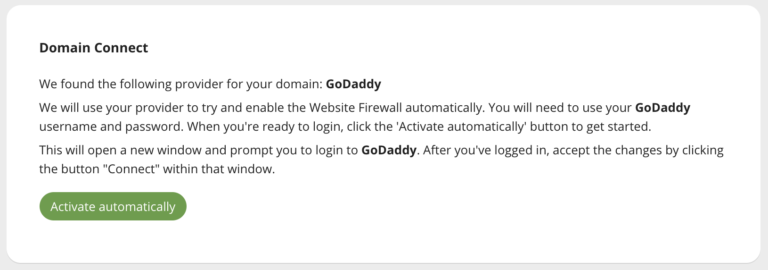 Domain Connect
We found the following provider for your domain: GoDaddy
We will use your provider to try and enable the Website Firewall automatically. You will need to use your GoDaddy
username and password. When you're ready to login, click the 'Activate automatically' button to get started.
This will open a new window and prompt you to login to GoDaddy. After you've logged in, accept the changes by clicking
the button "Connect" within that window.
Activate automatically